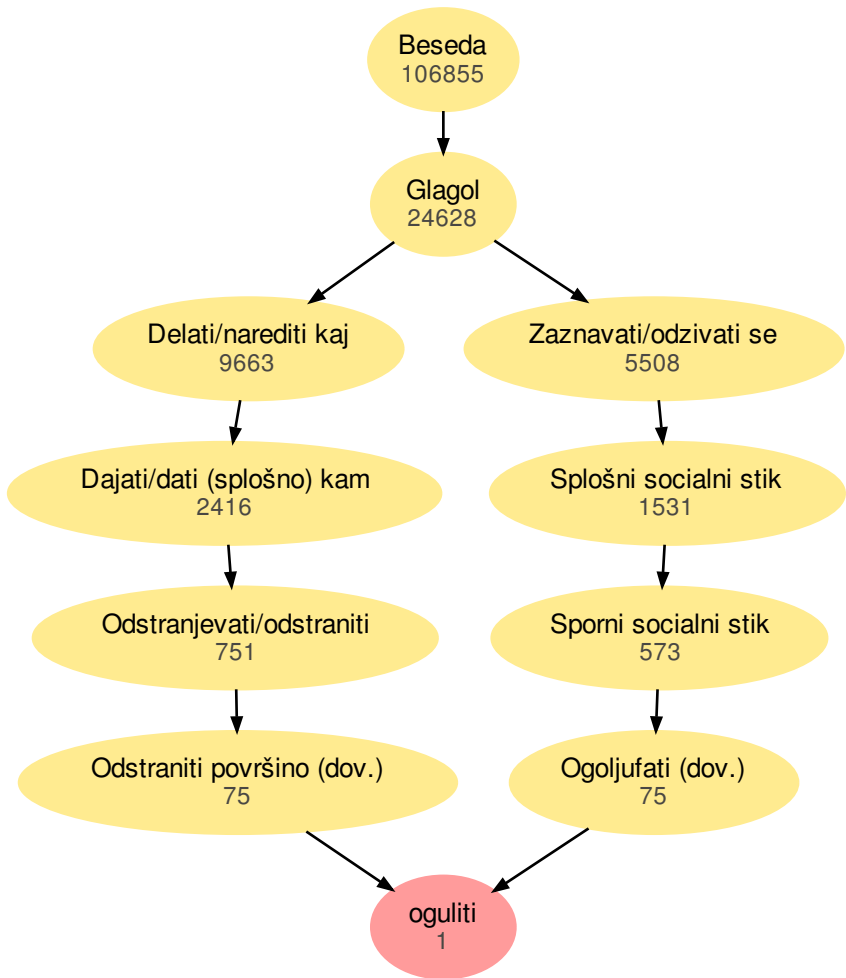 Beseda
106855
Glagol
24628
Delati/narediti kaj
9663
Zaznavati/odzivati se
5508
Dajati/dati (splošno) kam
2416
Splošni socialni stik
1531
Odstranjevati/odstraniti
751
Sporni socialni stik
573
Odstraniti površino (dov.)
75
Ogoljufati (dov.)
75
oguliti
1